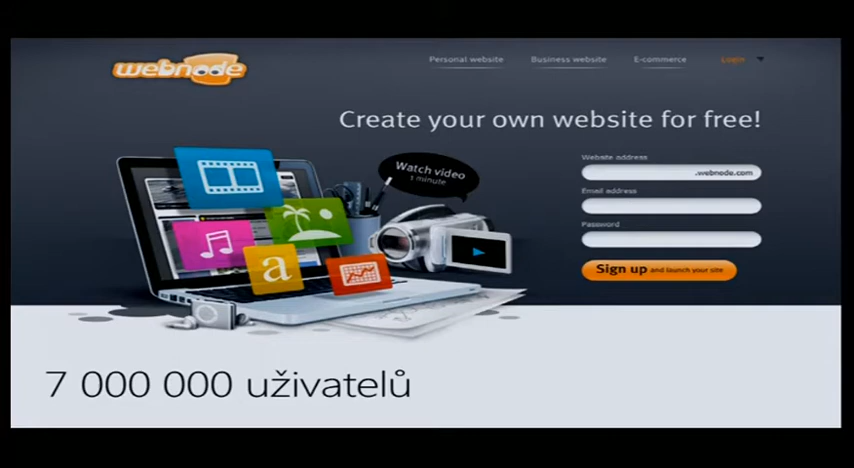 webnode
Personal website Business website E-commerce Login
Create your own website for free!
Watch video
1 minute
Website address
.webnode.com
Email address
Password
Sign up and launch your site
a
7 000 000 uživatelů